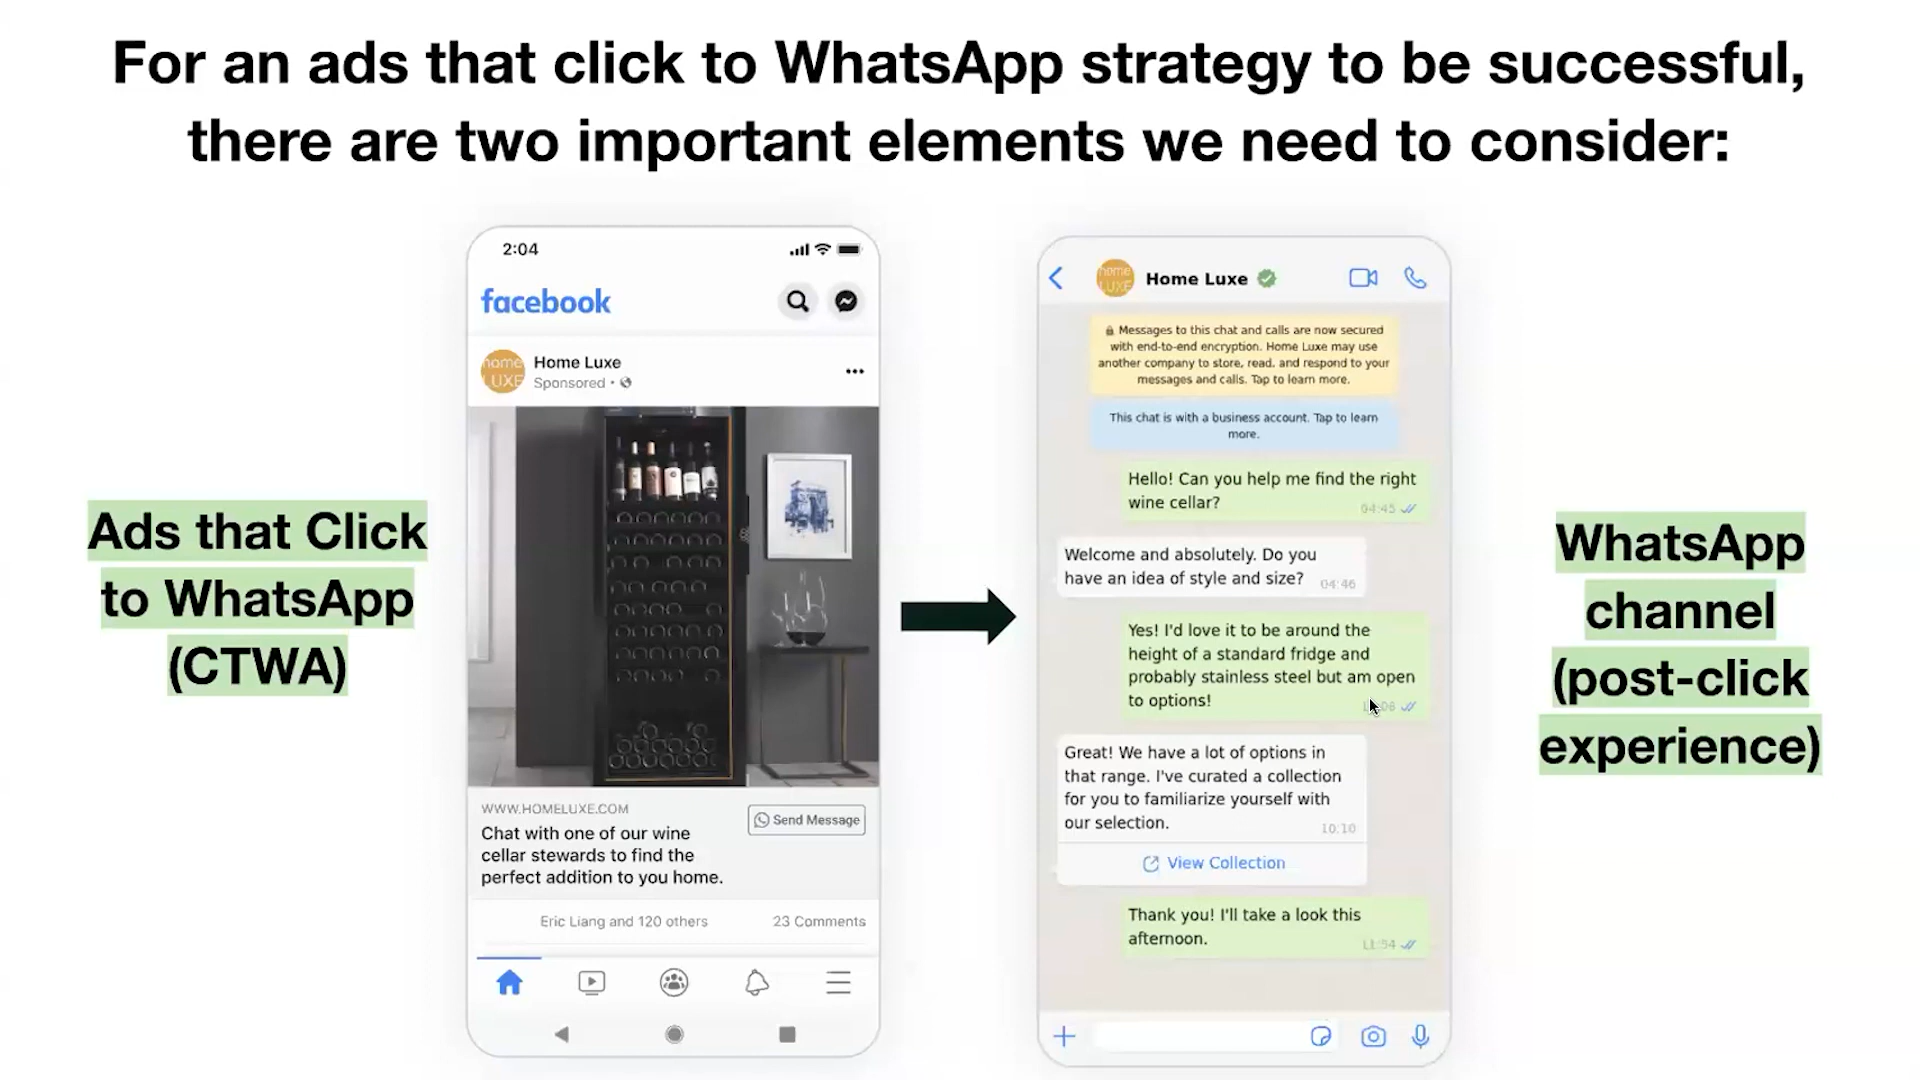 For an ads that click to WhatsApp strategy to be successful,
there are two important elements we need to consider:
Ads that Click
to WhatsApp
(CTWA)
2:04
facebook
home
LUXE
Home Luxe
Sponsored
WWW.HOMELUXE.COM
Chat with one of our wine
cellar stewards to find the
perfect addition to you home.
Send Message
Eric Liang and 120 others
23 Comments
home
LUXE
Home Luxe
Messages to this chat and calls are now secured
with end-to-end encryption. Home Luxe may use
another company to store, read, and respond to your
messages and calls. Tap to learn more.
This chat is with a business account. Tap to learn
more.
Hello! Can you help me find the right
wine cellar?
04:45
Welcome and absolutely. Do you
have an idea of style and size?
04:46
Yes! I'd love it to be around the
height of a standard fridge and
probably stainless steel but am open
to options!
Great! We have a lot of options in
that range. I've curated a collection
for you to familiarize yourself with
our selection.
10:10
View Collection
Thank you! I'll take a look this
afternoon.
11:54
WhatsApp
channel
(post-click
experience)